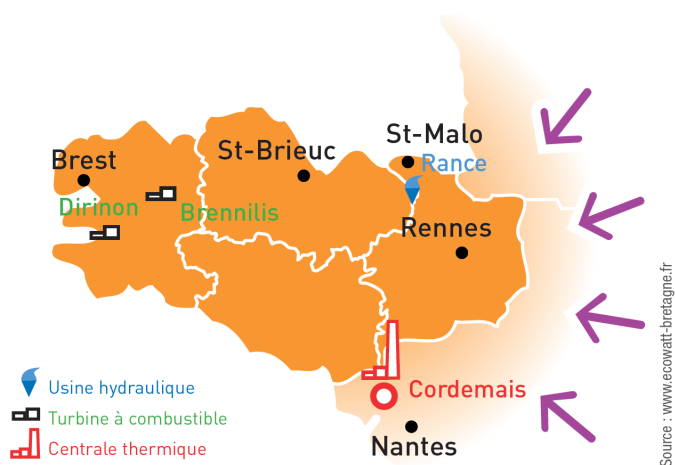 St-Malo
St-Brieuc
Rance
Brest
Dirinon
Brennilis
Rennes
Cordemais
Nantes
Usine hydraulique
Turbine à combustible
Centrale thermique
Source : www.ecowatt-bretagne.fr